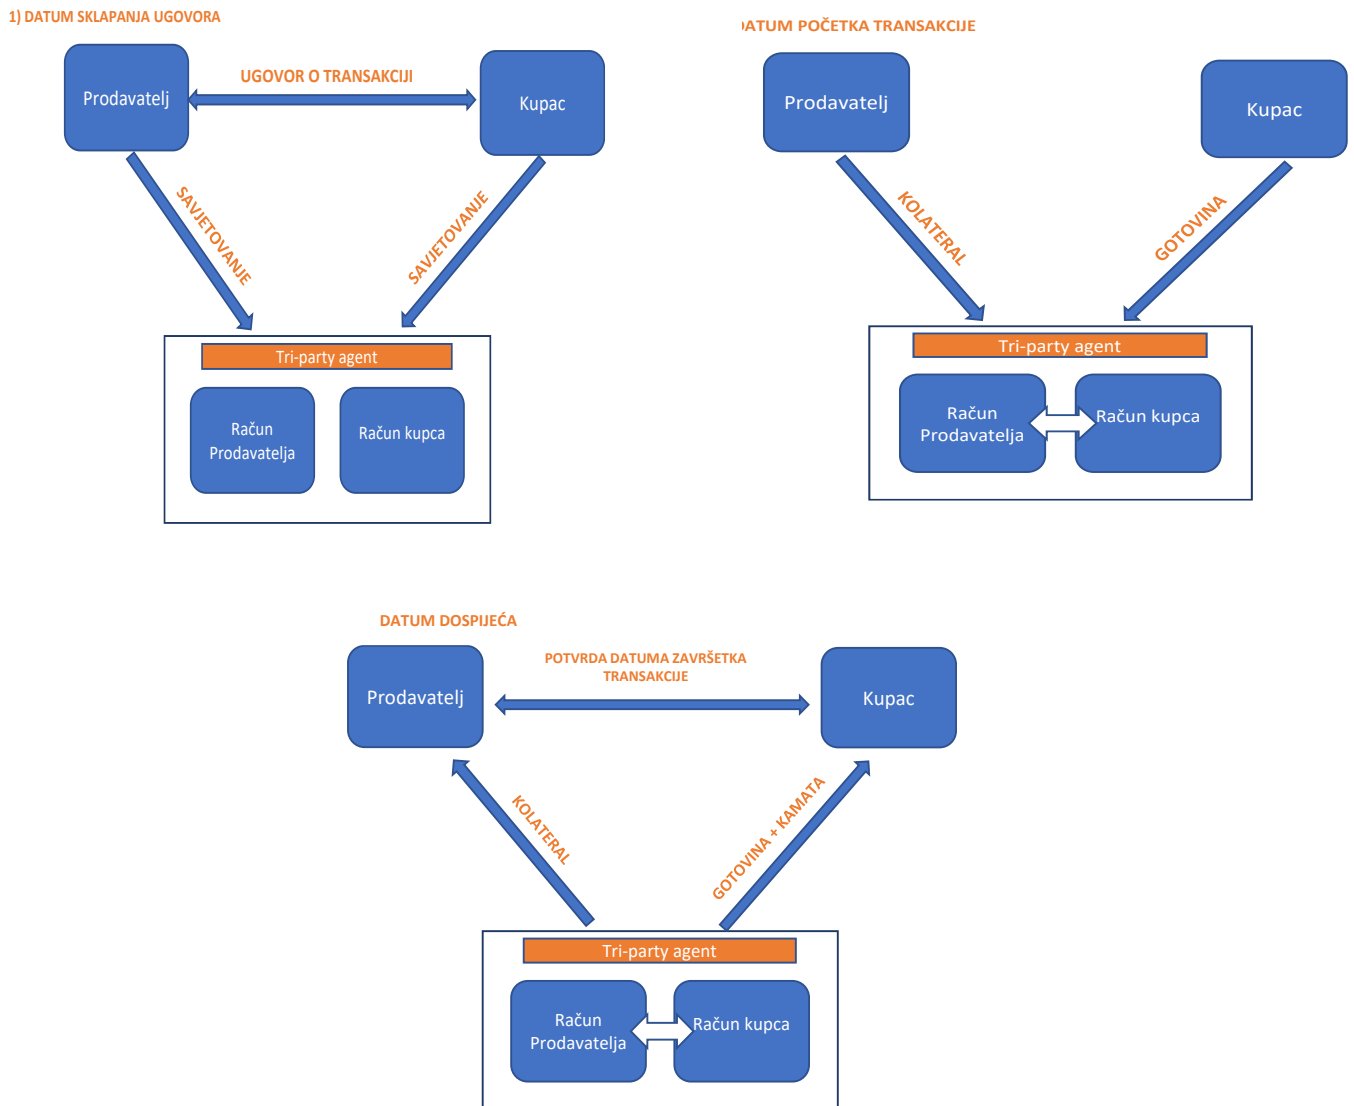 1) DATUM SKLAPANJA UGOVORA
Prodavatelj
UGOVOR O TRANSAKCIJI
Kupac
SAVJETOVANJE
SAVJETOVANJE
Tri-party agent
Račun
Prodavatelja
Račun kupca
DATUM POČETKA TRANSAKCIJE
Prodavatelj
Kupac
KOLATERAL
GOTOVINA
Tri-party agent
Račun
Prodavatelja
Račun kupca
DATUM DOSPIJEĆA
Prodavatelj
POTVRDA DATUMA ZAVRŠETKA
TRANSAKCIJE
Kupac
KOLATERAL
GOTOVINA + KAMATA
Tri-party agent
Račun
Prodavatelja
Račun kupca